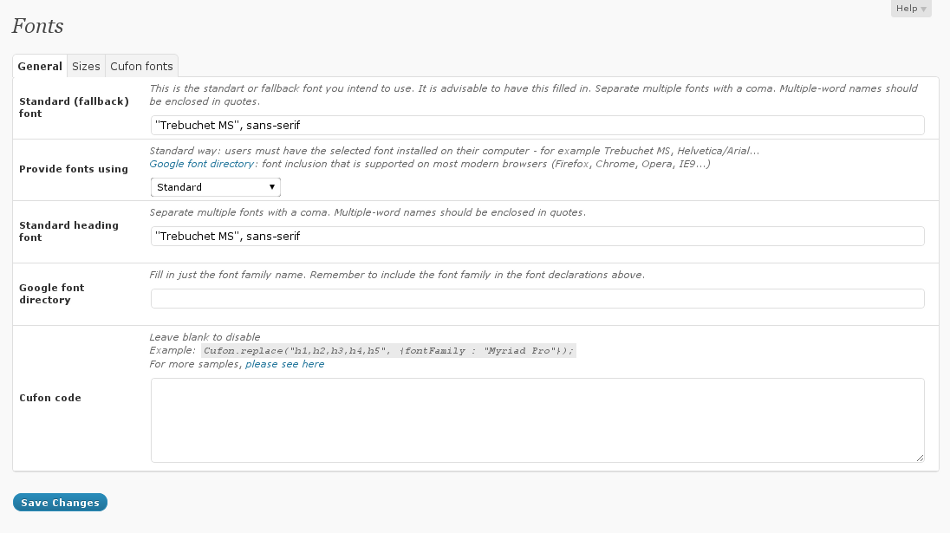 Help
Fonts
General
Sizes
Cufon fonts
Standard (fallback)
font
This is the standart or fallback font you intend to use. It is advisable to have this filled in. Separate multiple fonts with a coma. Multiple-word names should
be enclosed in quotes.
"Trebuchet MS", sans-serif
Provide fonts using
Standard way: users must have the selected font installed on their computer - for example Trebuchet MS, Helvetica/Arial...
Google font directory: font inclusion that is supported on most modern browsers (Firefox, Chrome, Opera, IE9...)
Standard
Standard heading
font
Separate multiple fonts with a coma. Multiple-word names should be enclosed in quotes.
"Trebuchet MS", sans-serif
Google font
directory
Fill in just the font family name. Remember to include the font family in the font declarations above.
Cufon code
Leave blank to disable
Example: Cufon.replace("h1,h2,h3,h4,h5", {fontFamily : "Myriad Pro"});
For more samples, please see here
Save Changes